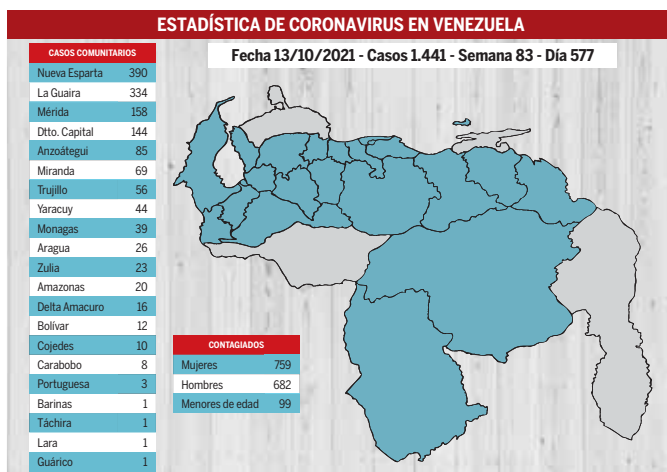 ESTADÍSTICA DE CORONAVIRUS EN VENEZUELA
Fecha 13/10/2021 - Casos 1.441 - Semana 83 - Día 577
CASOS COMUNITARIOS
Nueva Esparta 390
La Guaira 334
Mérida 158
Dtto. Capital 144
Anzoátegui 85
Miranda 69
Trujillo 56
Yaracuy 44
Monagas 39
Aragua 26
Zulia 23
Amazonas 20
Delta Amacuro 16
Bolívar 12
Cojedes 10
Carabobo 8
Portuguesa 3
Barinas 1
Táchira 1
Lara 1
Guárico 1
CONTAGIADOS
Mujeres 759
Hombres 682
Menores de edad 99